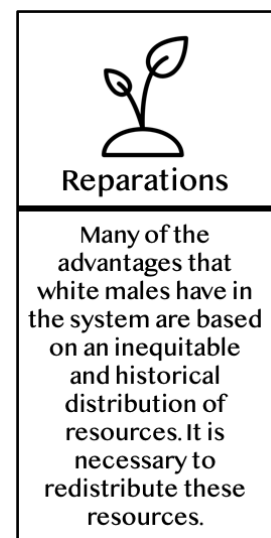 Reparations
Many of the
advantages that
white males have in
the system are based
on an inequitable
and historical
distribution of
resources. It is
necessary to
redistribute these
resources.